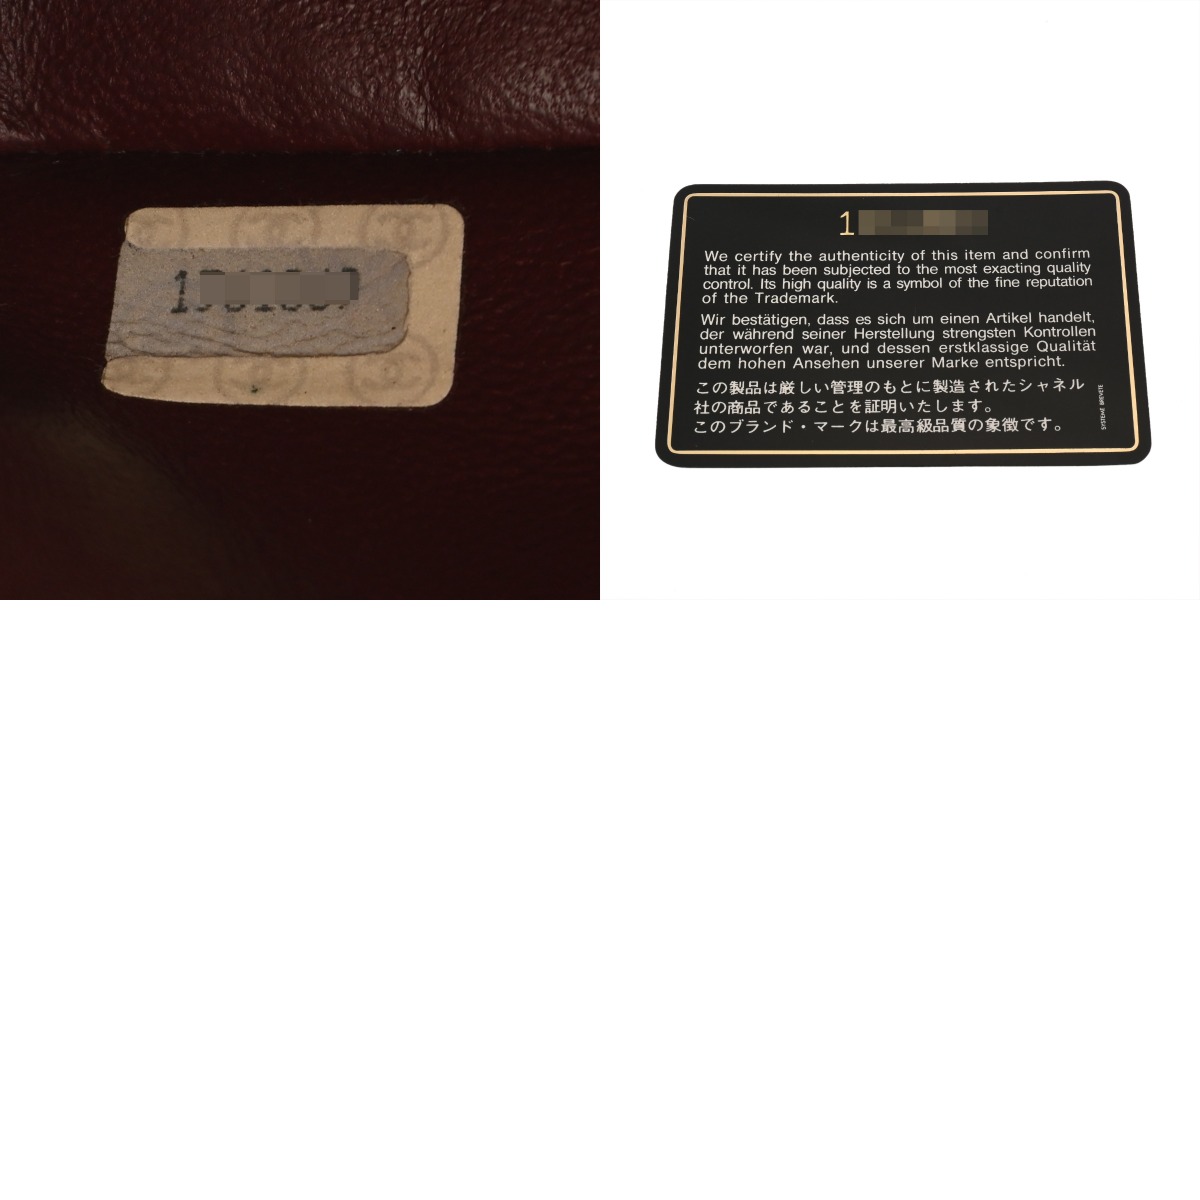 1
1
We certify the authenticity of this item and confirm
that it has been subjected to the most exacting quality
control. Its high quality is a symbol of the fine reputation
of the Trademark.
Wir bestätigen, dass es sich um einen Artikel handelt,
der während seiner Herstellung strengsten Kontrollen
unterworfen war, und dessen erstklassige Qualität
dem hohen Ansehen unserer Marke entspricht.
この製品は厳しい管理のもとに製造されたシャネル
社の商品であることを証明いたします。
このブランド・マークは最高級品質の象徴です。
SYSTEME BREVETE